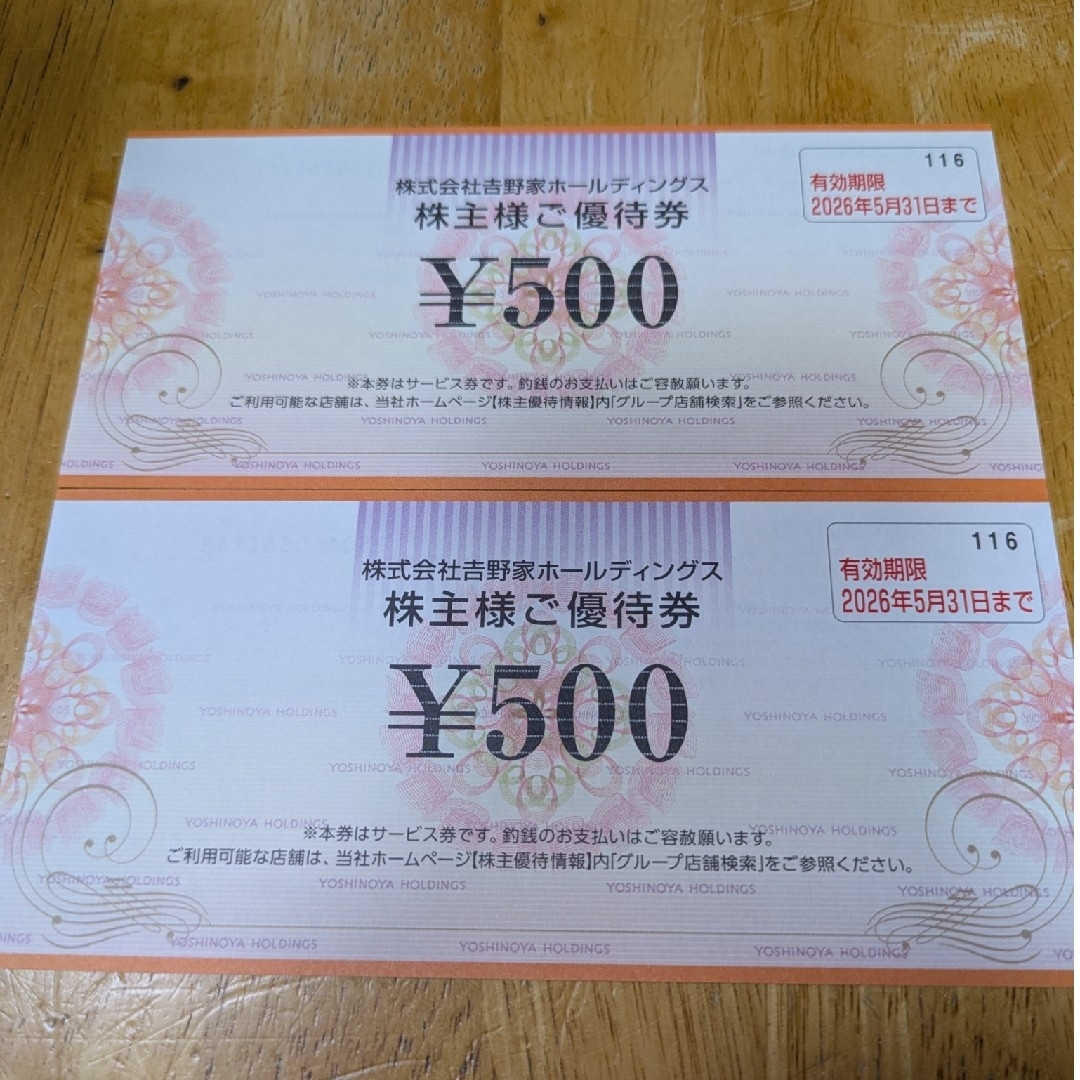 116
有効期限
2026年5月31日まで
株式会社𠮷野家ホールディングス
株主様ご優待券
¥500
※本券はサービス券です。釣銭のお支払いはご容赦願います。
ご利用可能な店舗は、当社ホームページ【株主優待情報】内「グループ店舗検索」をご参照ください。
YOSHINOYA HOLDINGS
YOSHINOYA HOLDINGS
YOSHINOYA HOLDINGS
116
有効期限
2026年5月31日まで
株式会社𠮷野家ホールディングス
株主様ご優待券
¥500
※本券はサービス券です。釣銭のお支払いはご容赦願います。
ご利用可能な店舗は、当社ホームページ【株主優待情報】内「グループ店舗検索」をご参照ください。
YOSHINOYA HOLDINGS
YOSHINOYA HOLDINGS
YOSHINOYA HOLDINGS